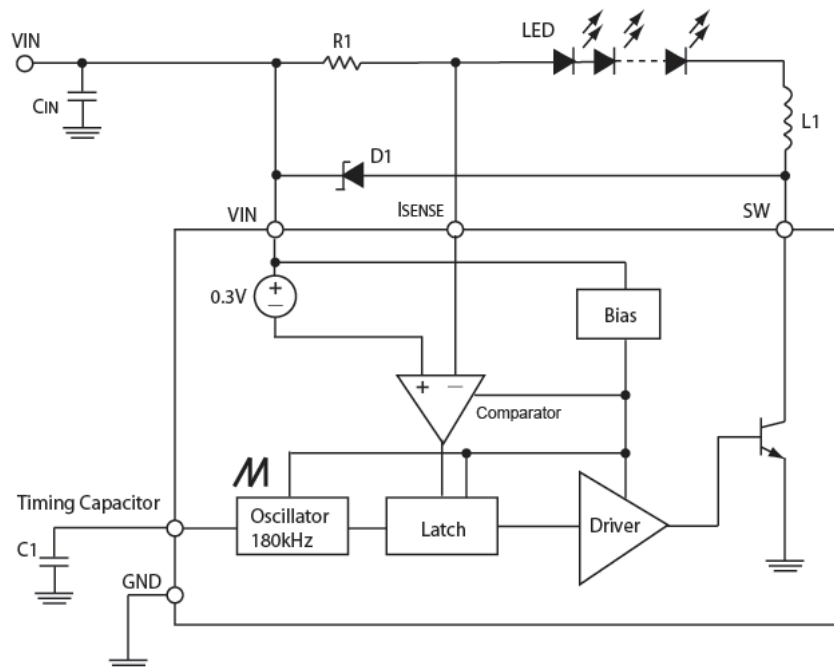 LED
VIN
R1
CIN
L1
D1
VIN
ISENSE
SW
0.3V
+
—
Bias
+ —
Comparator
Timing Capacitor
Oscillator
180kHz
Latch
Driver
C1
GND